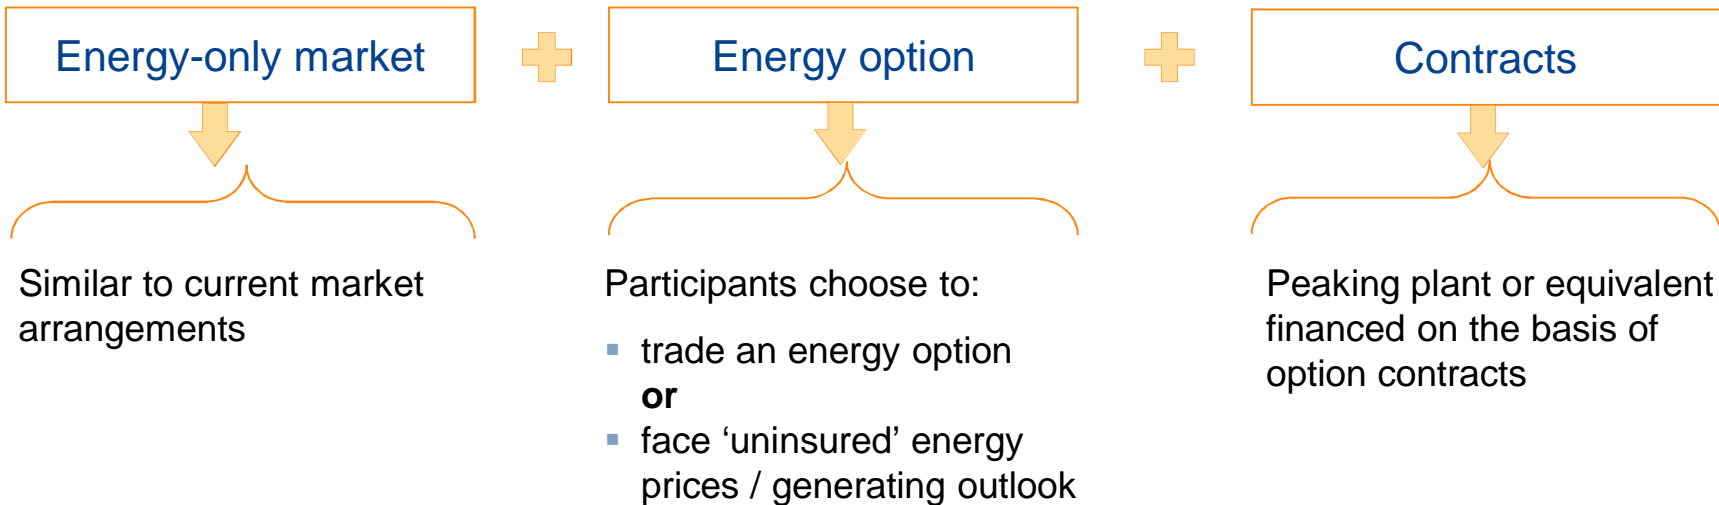 Energy-only market
Energy option
Contracts
Similar to current market
arrangements
Participants choose to:
▪ trade an energy option
or
▪ face ‘uninsured’ energy
prices / generating outlook
Peaking plant or equivalent
financed on the basis of
option contracts